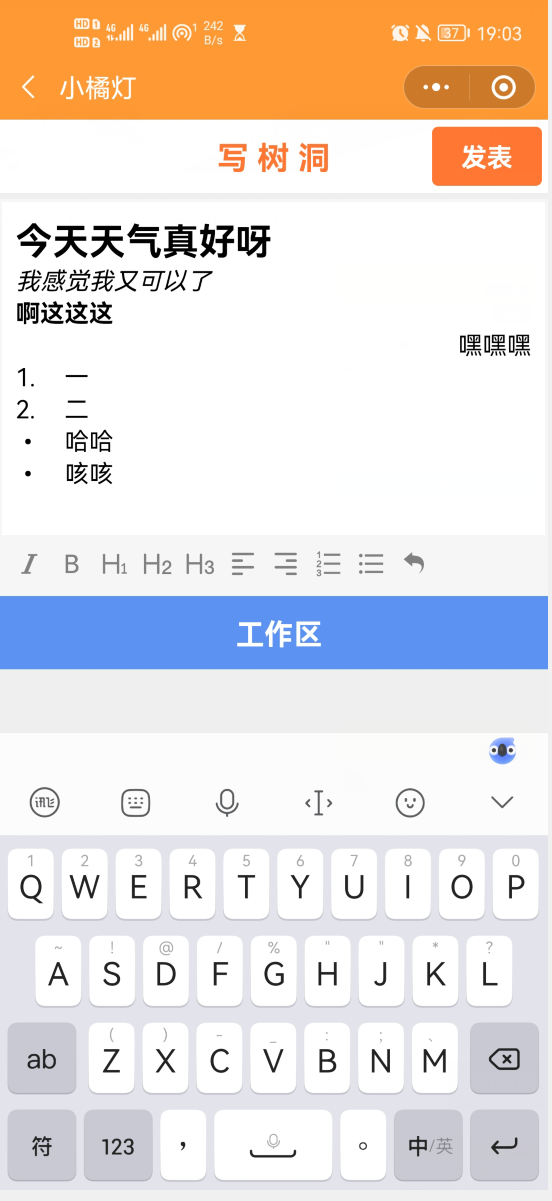 HD 1 4G 4G 1 242 37 19:03
HD 2 B/s
小橘灯
写树洞 发表
今天天气真好呀
我感觉我又可以了
啊这这这
嘿嘿嘿
1. 一
2. 二
• 哈哈
• 咳咳
I B H1 H2 H3
工作区
1 2 3 4 5 6 7 8 9 0
Q W E R T Y U I O P
~ ! @ / % " " * ?
A S D F G H J K L
( ) - _ : ; 、
ab Z X C V B N M
符 123 , 。 中/英